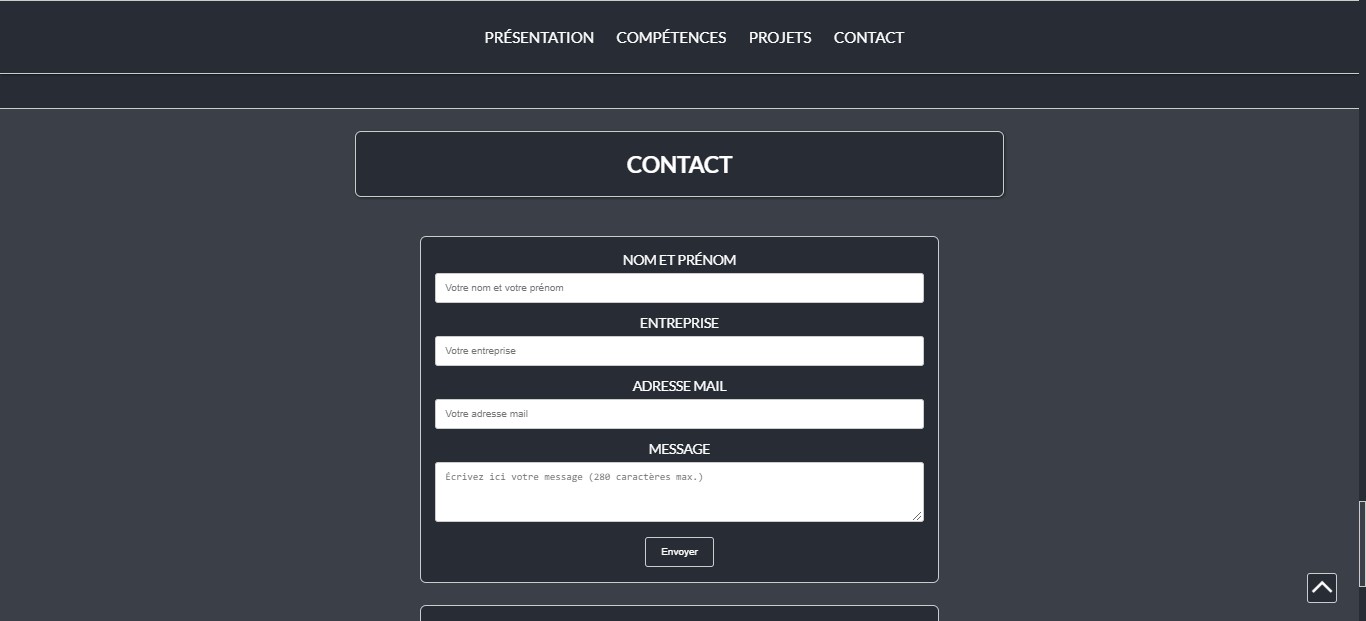 PRÉSENTATION COMPÉTENCES PROJETS CONTACT
CONTACT
NOM ET PRÉNOM
Votre nom et votre prénom
ENTREPRISE
Votre entreprise
ADRESSE MAIL
Votre adresse mail
MESSAGE
Écrivez ici votre message (280 caractères max.)
Envoyer